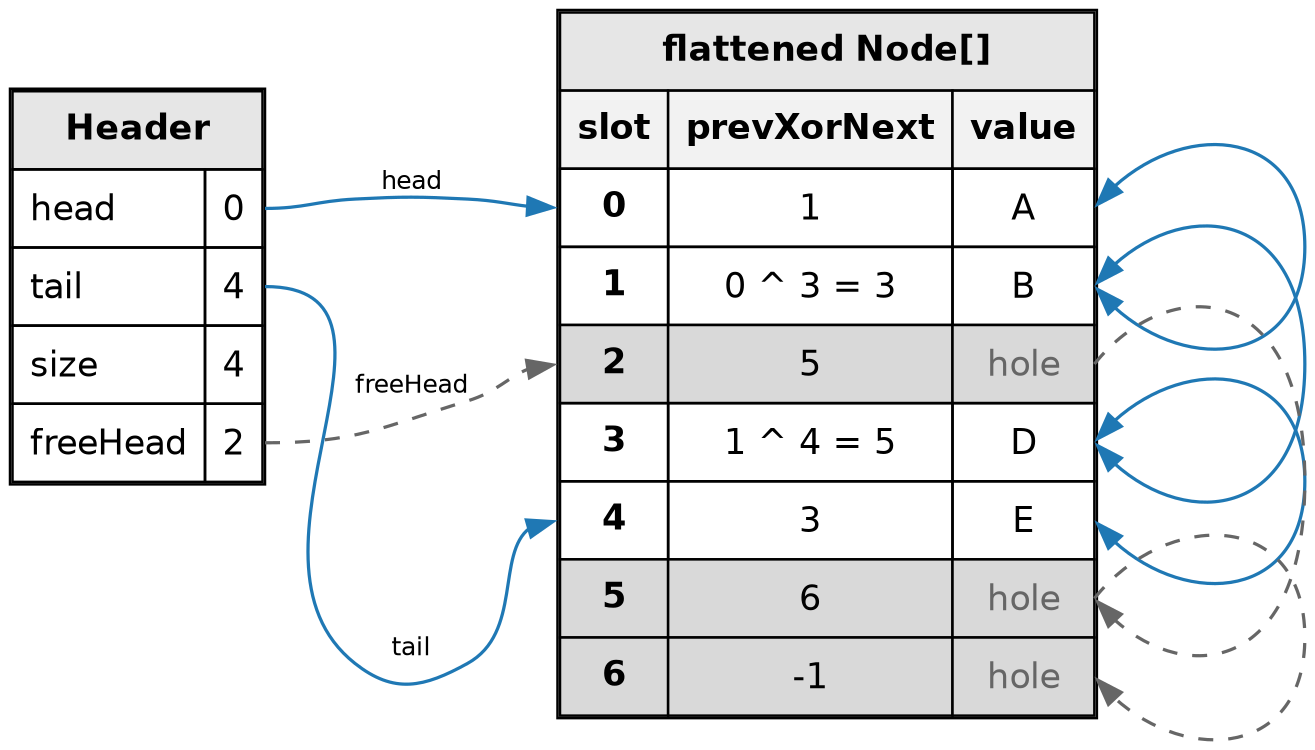 Header
head 0
tail 4
size 4
freeHead 2
head
freeHead
tail
flattened Node[]
slot prevXorNext value
0 1 A
1 0 ^ 3 = 3 B
2 5 hole
3 1 ^ 4 = 5 D
4 3 E
5 6 hole
6 -1 hole